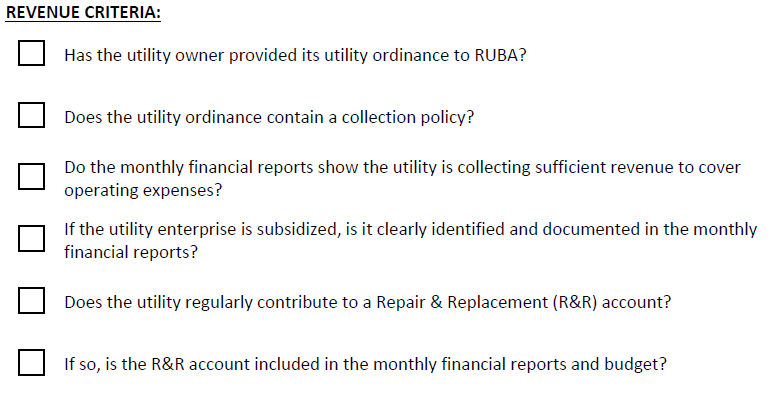 REVENUE CRITERIA:
Has the utility owner provided its utility ordinance to RUBA?
Does the utility ordinance contain a collection policy?
Do the monthly financial reports show the utility is collecting sufficient revenue to cover
operating expenses?
If the utility enterprise is subsidized, is it clearly identified and documented in the monthly
financial reports?
Does the utility regularly contribute to a Repair & Replacement (R&R) account?
If so, is the R&R account included in the monthly financial reports and budget?